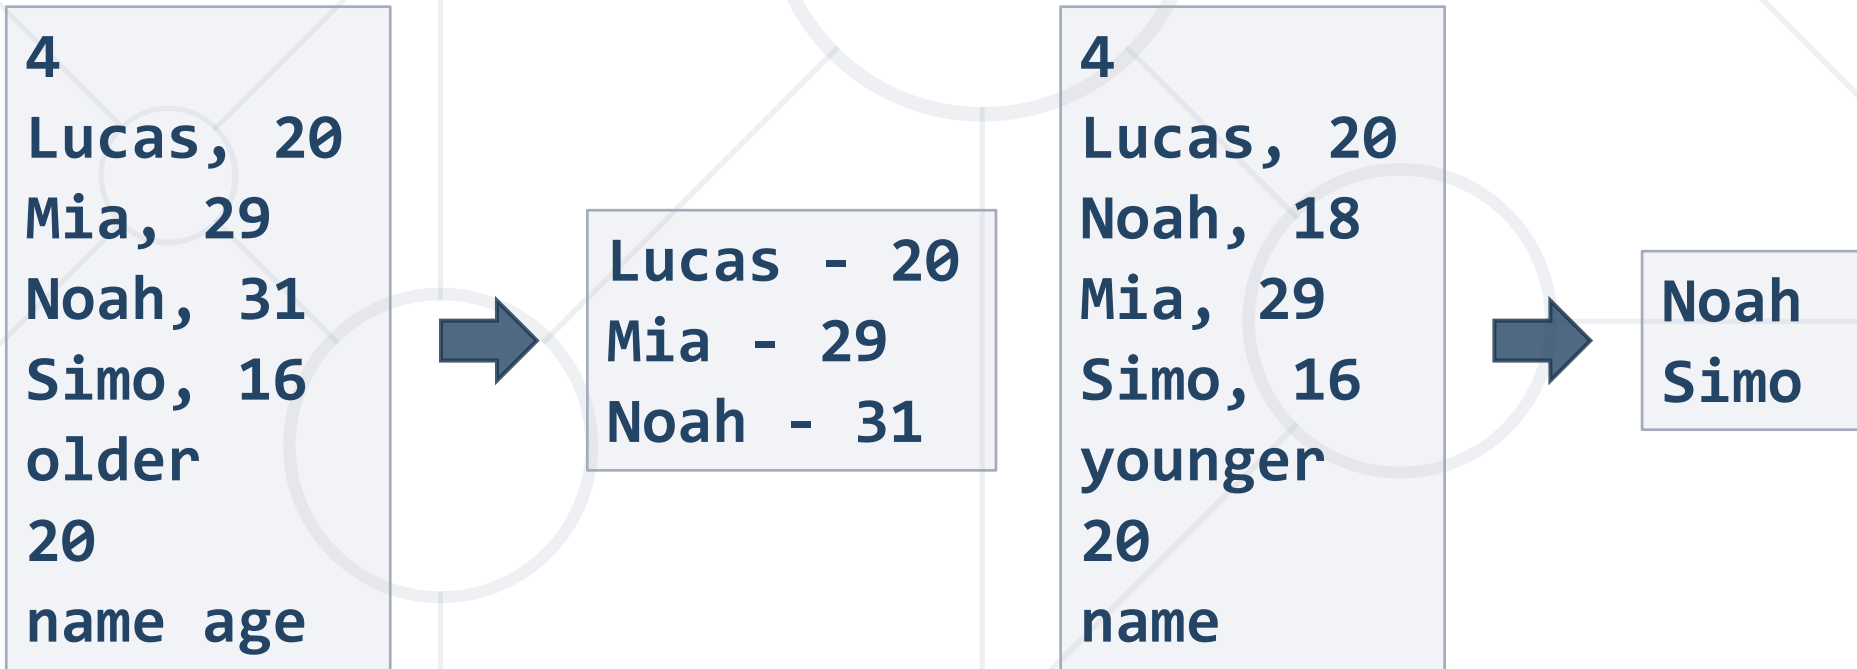 4
Lucas, 20
Mia, 29
Noah, 31
Simo, 16
older
20
name age
Lucas - 20
Mia - 29
Noah - 31
4
Lucas, 20
Noah, 18
Mia, 29
Simo, 16
younger
20
name
Noah
Simo